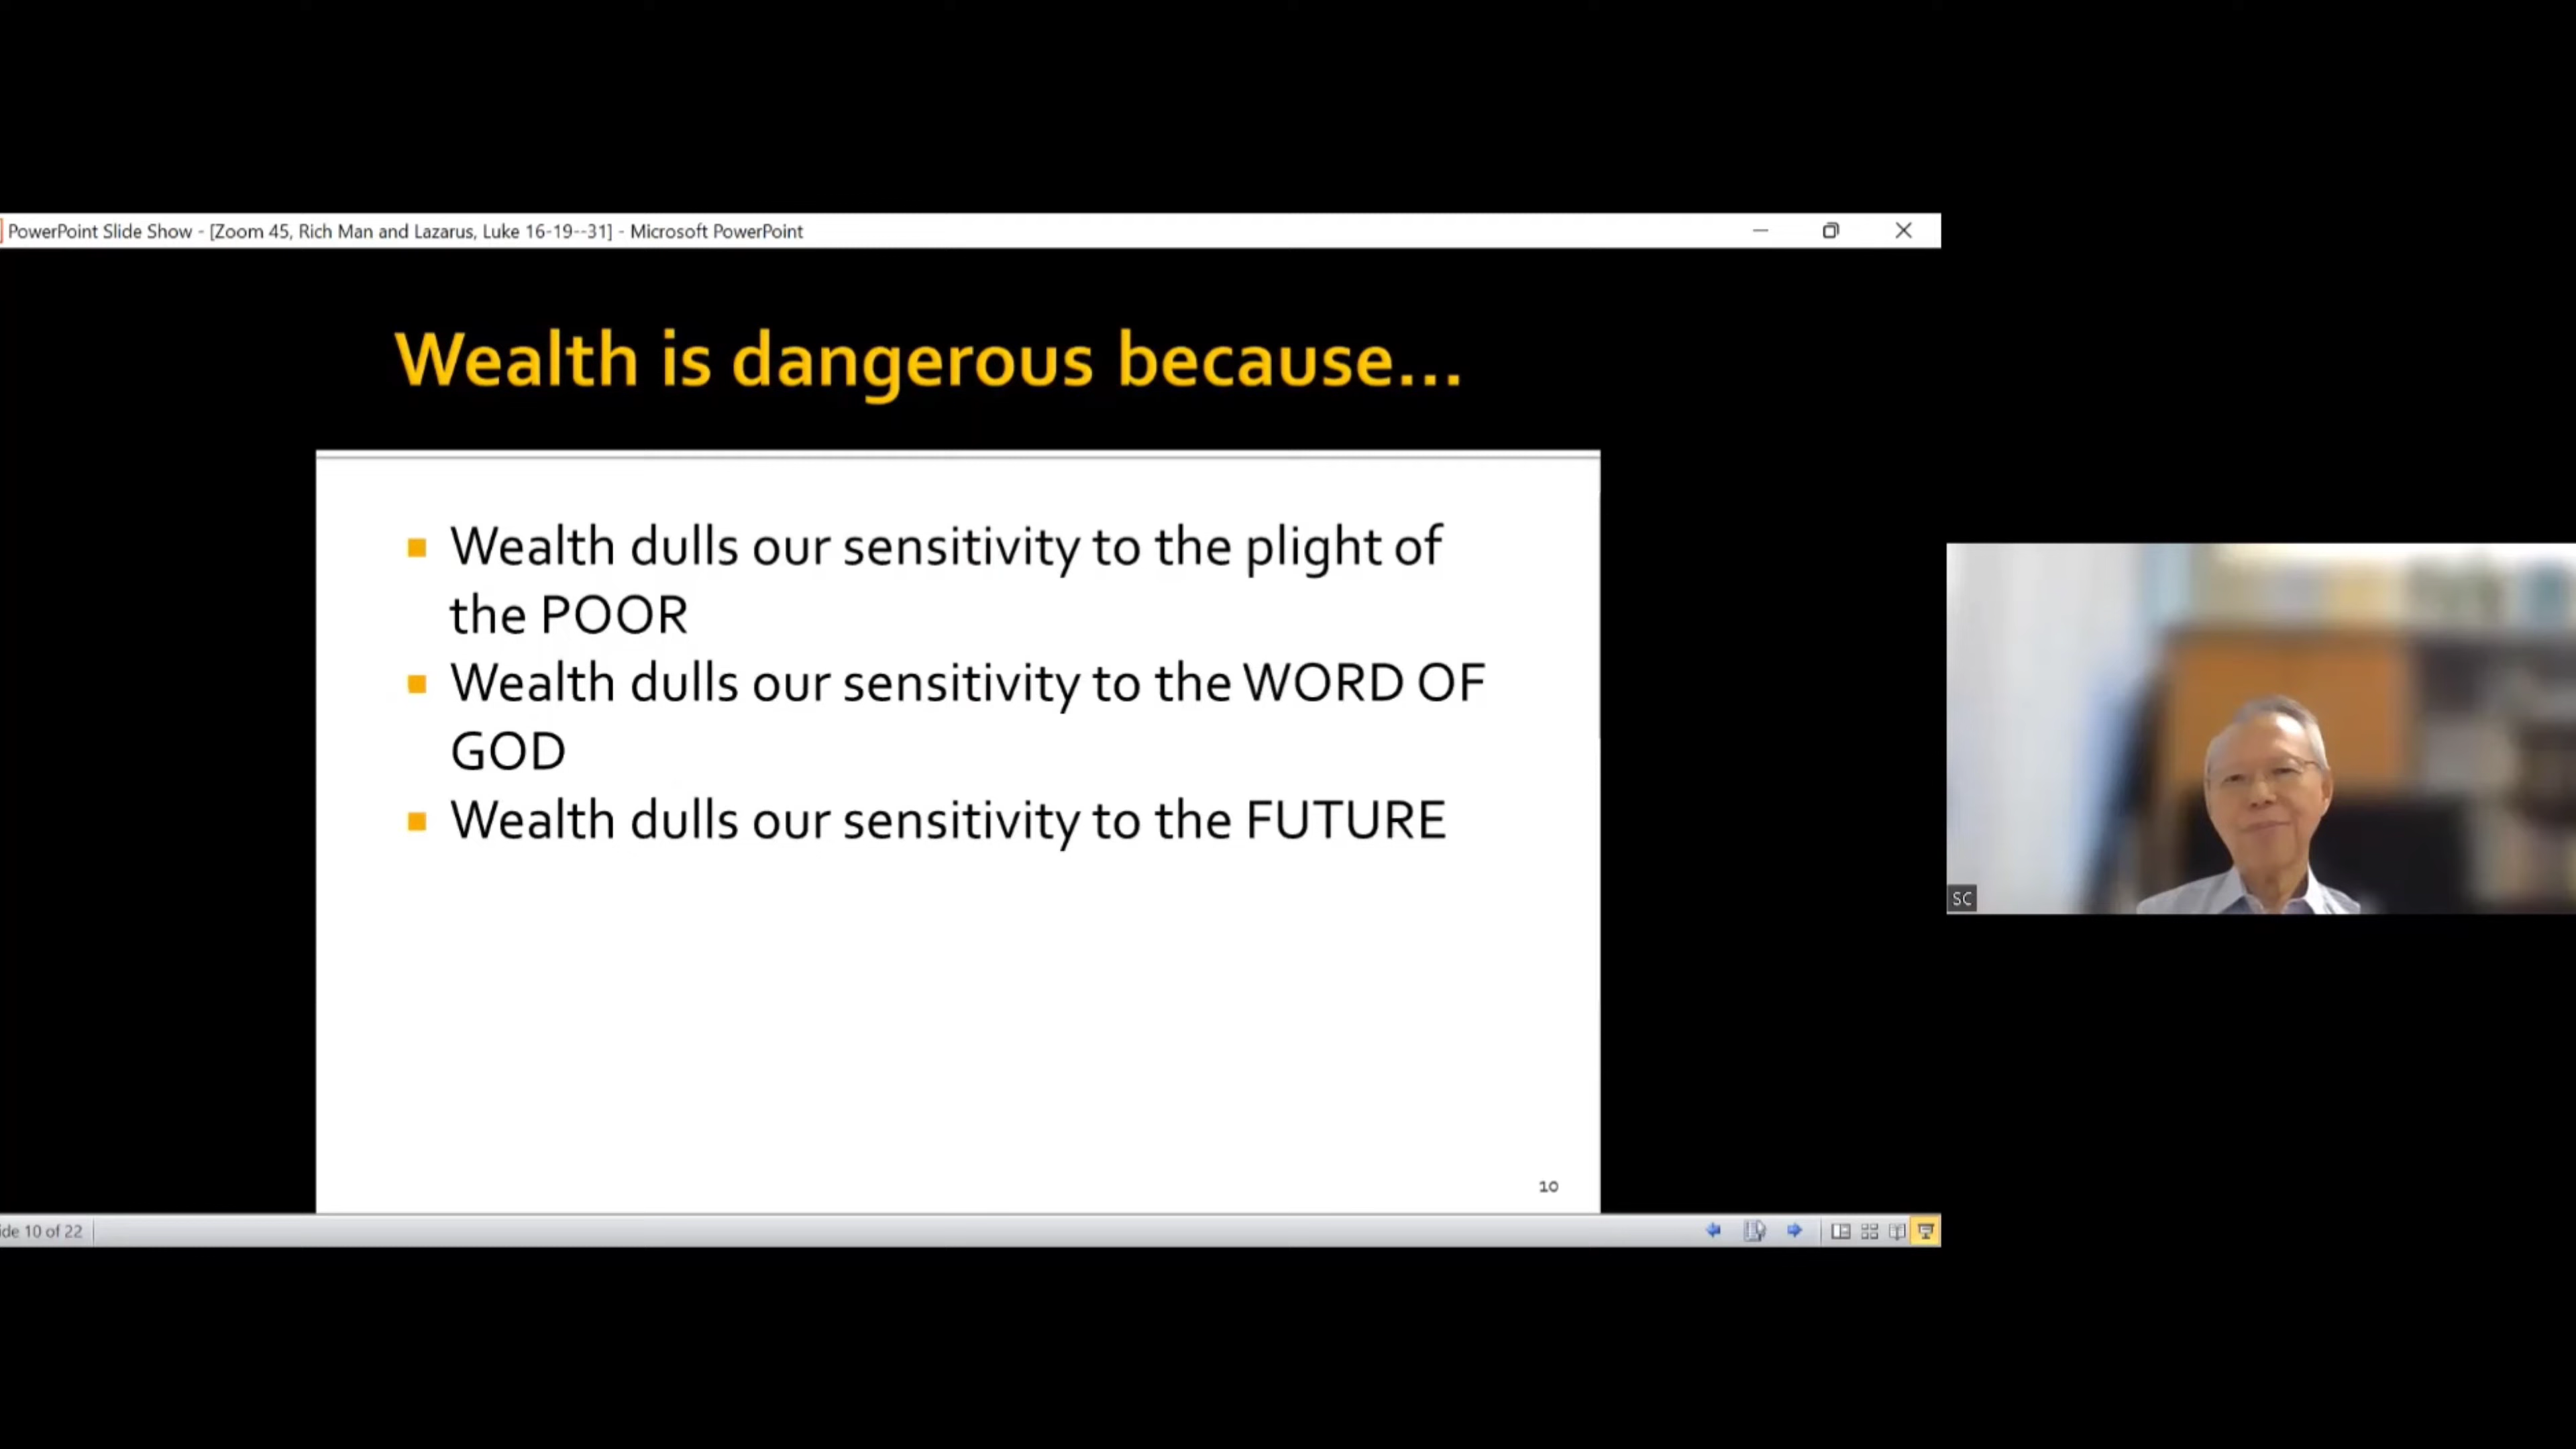 PowerPoint Slide Show - [Zoom 45, Rich Man and Lazarus, Luke 16-19--31] - Microsoft PowerPoint
Wealth is dangerous because...
Wealth dulls our sensitivity to the plight of
the POOR
Wealth dulls our sensitivity to the WORD OF
GOD
Wealth dulls our sensitivity to the FUTURE
SC
10
ide 10 of 22